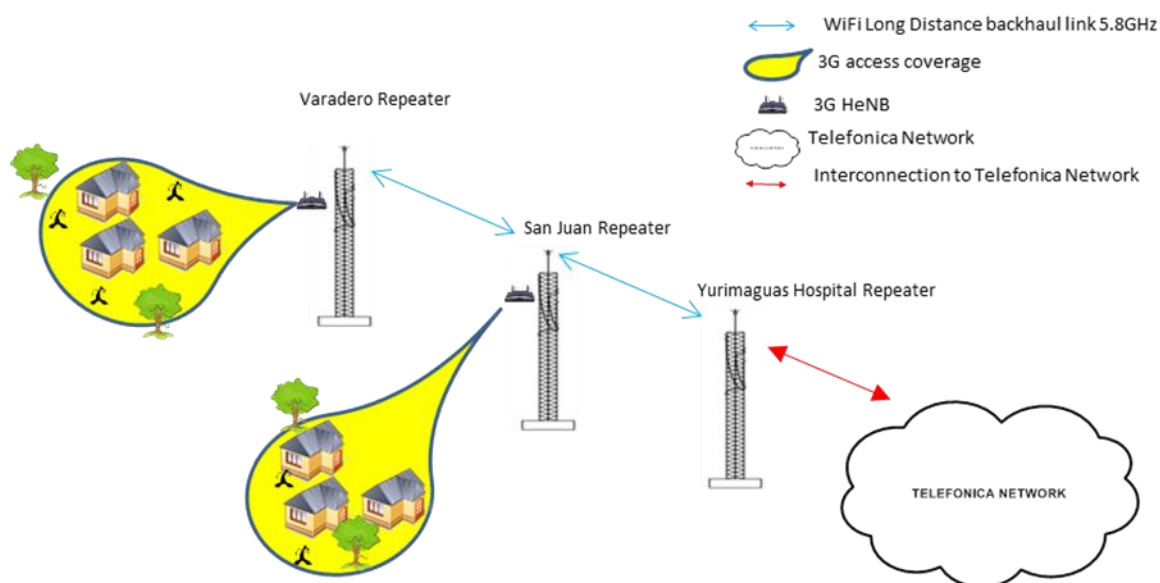 WiFi Long Distance backhaul link 5.8GHz
3G access coverage
3G HeNB
Telefonica Network
Interconnection to Telefonica Network
Varadero Repeater
San Juan Repeater
Yurimaguas Hospital Repeater
TELEFONICA NETWORK